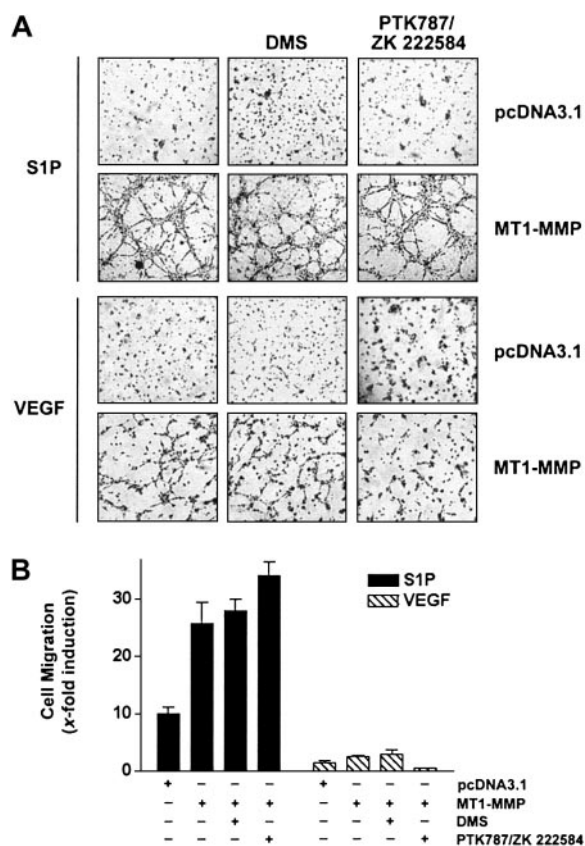 A
DMS
PTK787/
ZK 222584
S1P
pcDNA3.1
MT1-MMP
VEGF
pcDNA3.1
MT1-MMP
B
Cell Migration
(x-fold induction)
30
20
10
0
S1P
VEGF
+ – – – + – – – pcDNA3.1
– + + + – + + + MT1-MMP
– – + – – – + – DMS
– – – + – – – + PTK787/ZK 222584